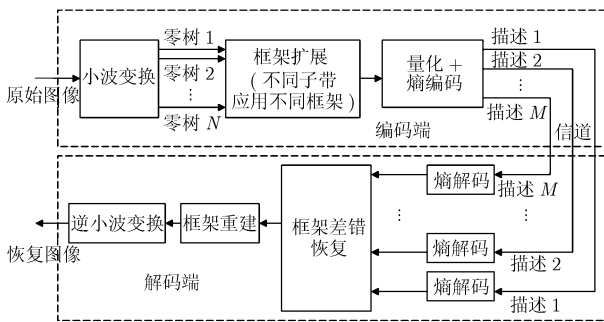 原始图像
小波变换
零树 1
零树 2
⋮
零树 N
框架扩展
( 不同子带
应用不同框架 )
量化 +
熵编码
描述 1
描述 2
⋮
描述 M
编码端
信道
恢复图像
逆小波变换
框架重建
框架差错
恢复
熵解码
描述 M
⋮
⋮
熵解码
描述 2
熵解码
描述 1
解码端